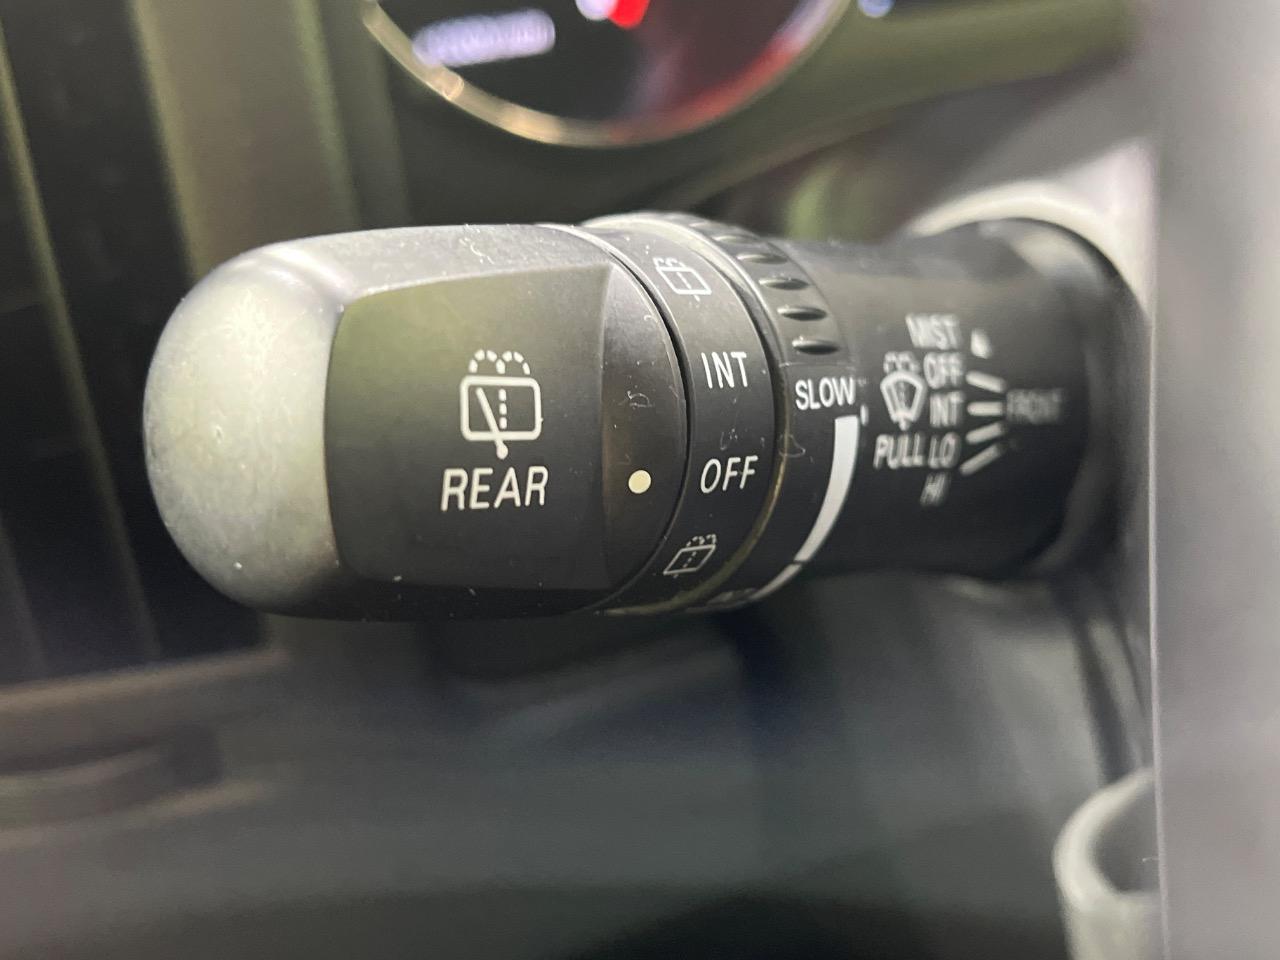 REAR
INT
OFF
SLOW
MIST
OFF
INT
PULL LO
HI
FRONT